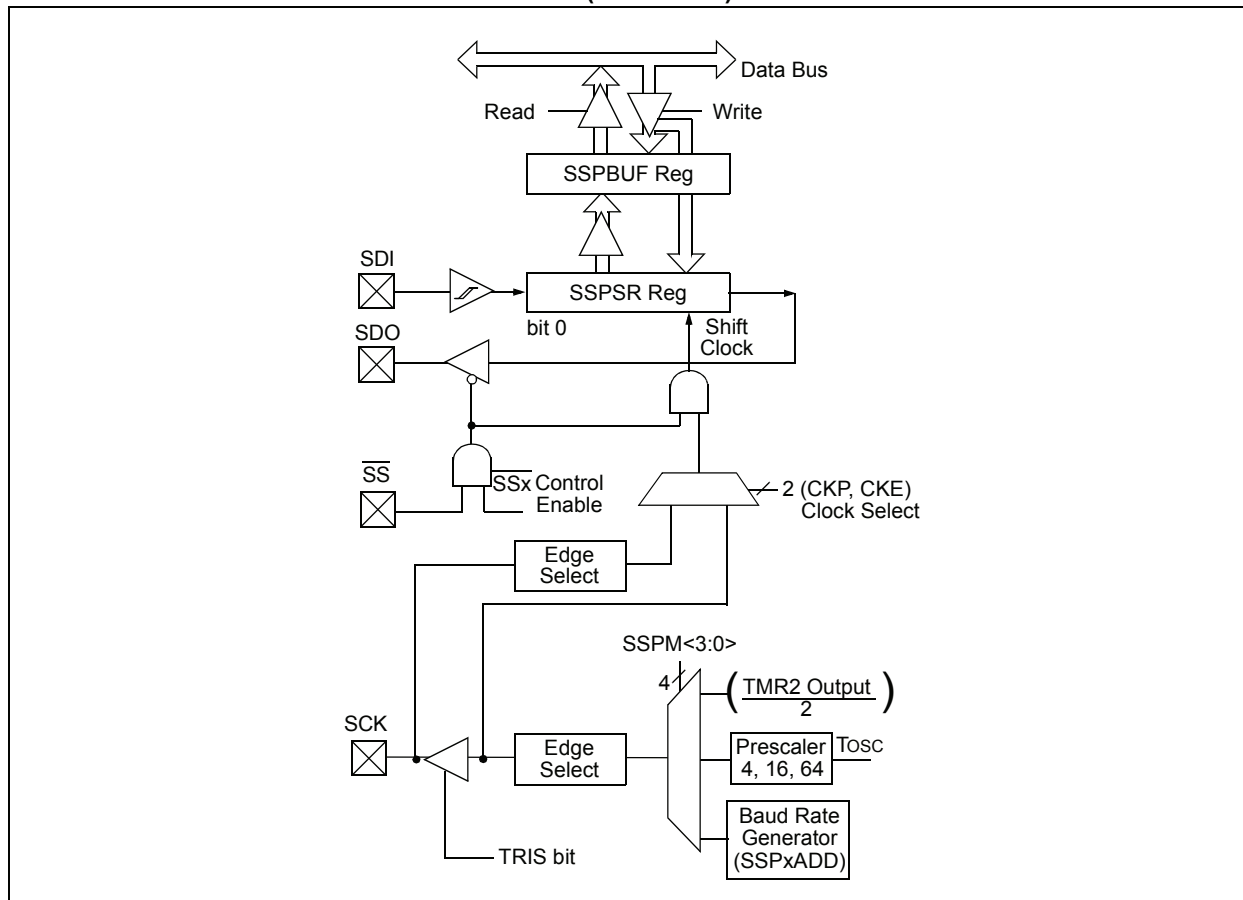 Data Bus
Read
Write
SSPBUF Reg
SDI
SSPSR Reg
bit 0
Shift
Clock
SDO
SS
SSx Control
Enable
2 (CKP, CKE)
Clock Select
Edge
Select
SSPM<3:0>
4
(TMR2 Output
2
)
SCK
Edge
Select
Prescaler
4, 16, 64
TOSC
Baud Rate
Generator
(SSPxADD)
TRIS bit